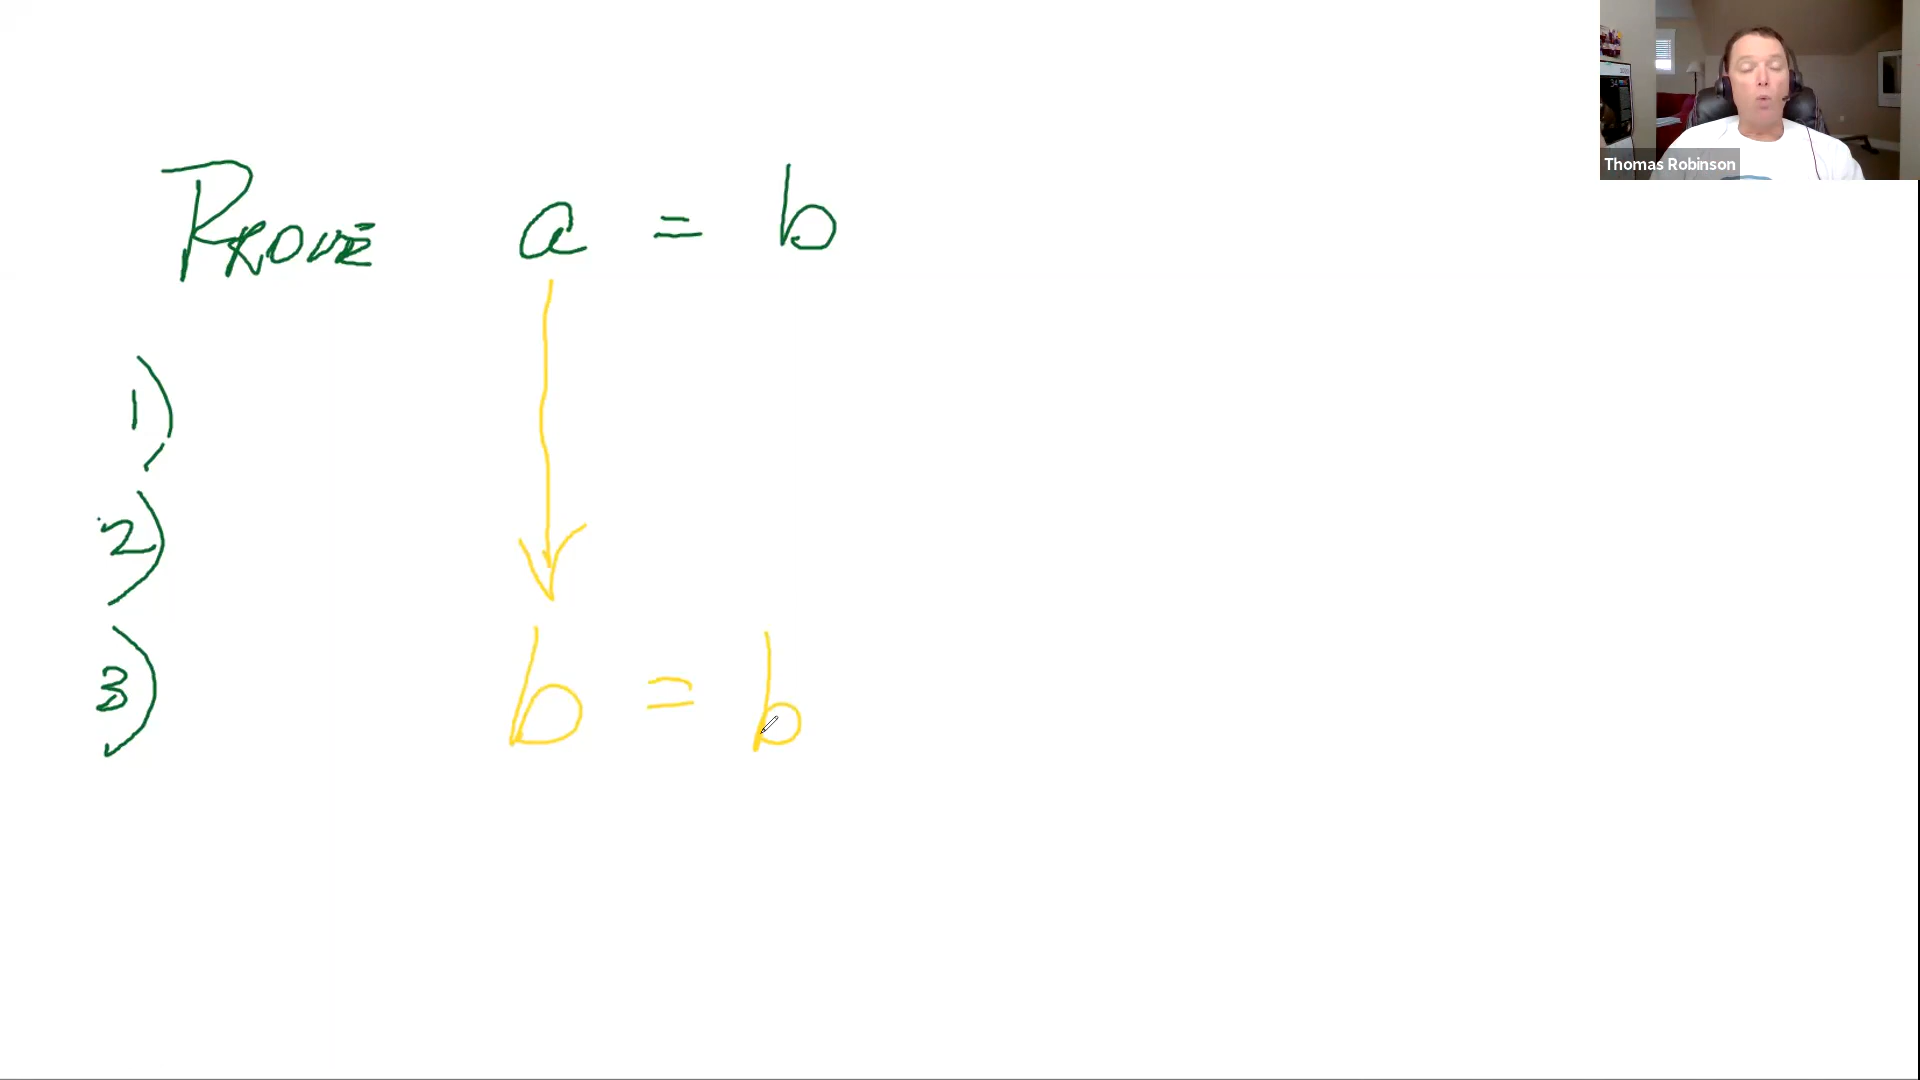 PROVE a = b
1)
2)
3) b = b
Thomas Robinson